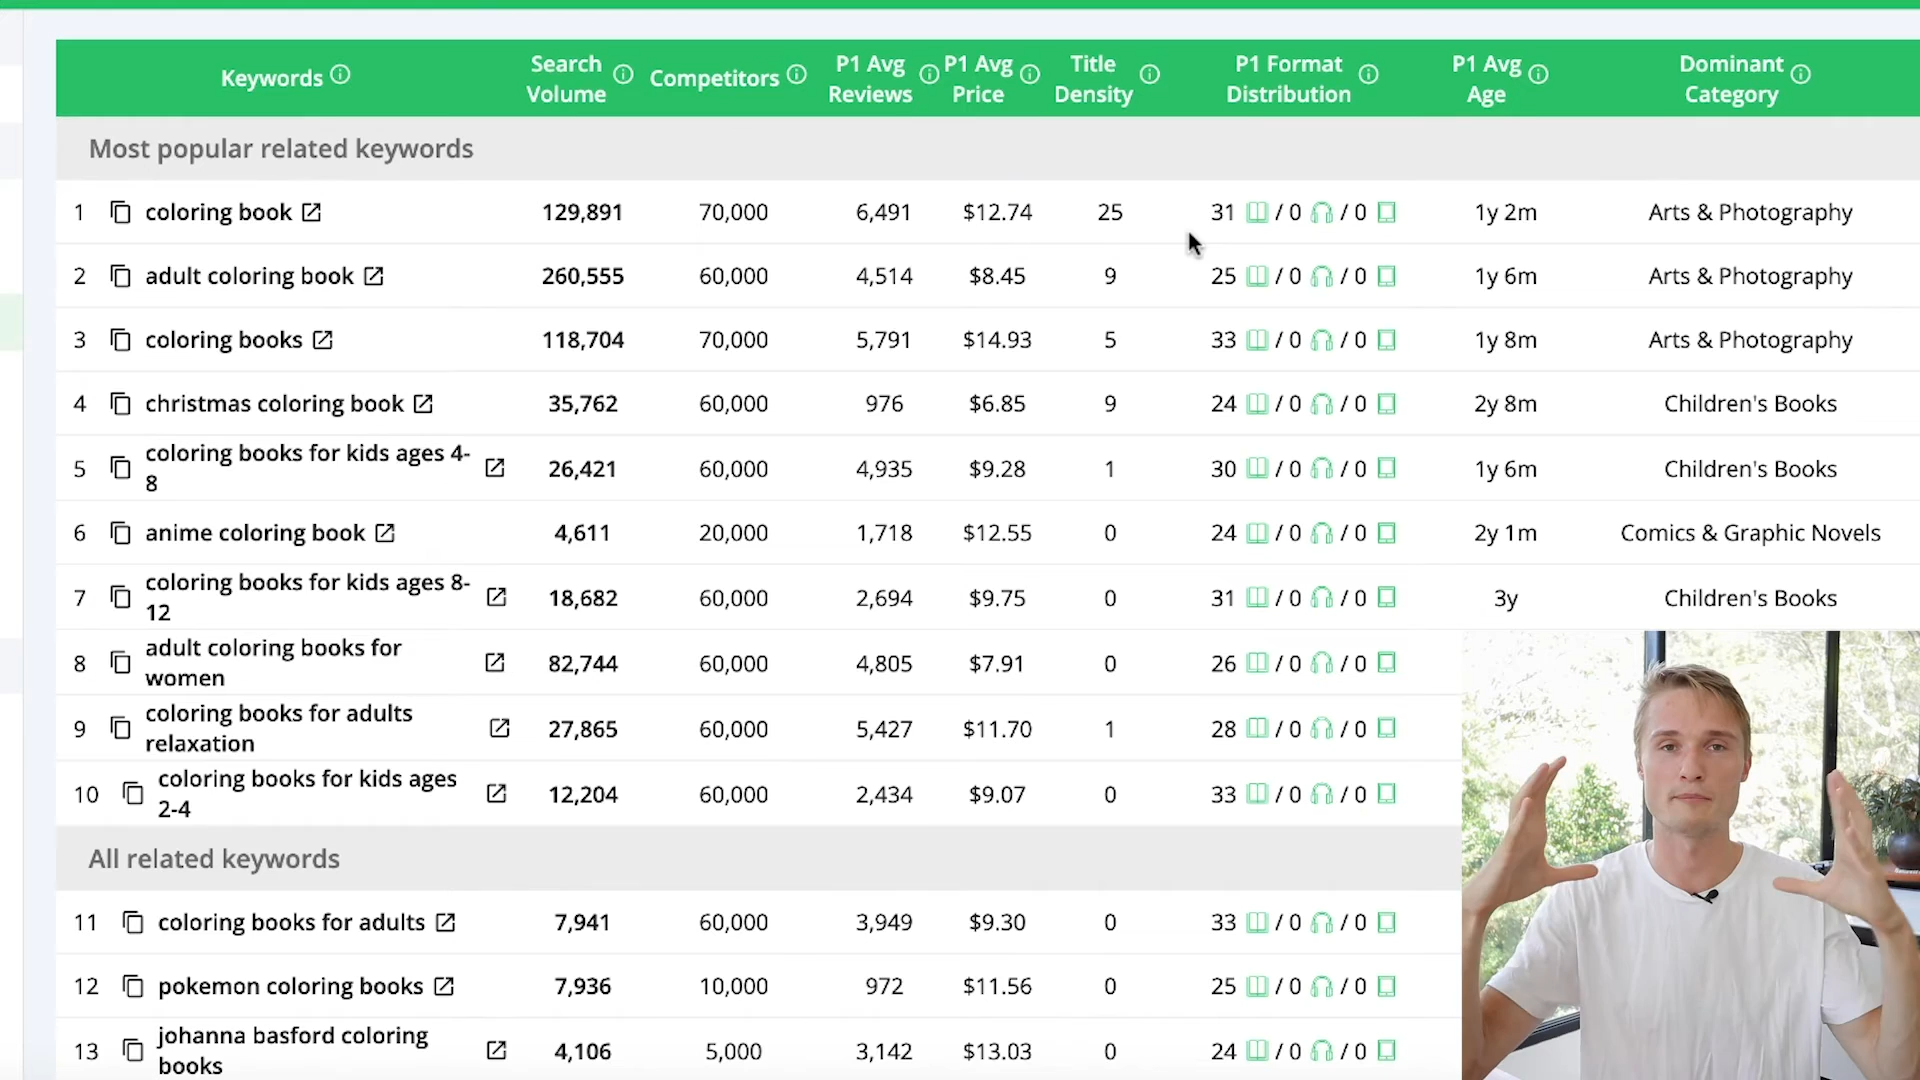 Keywords Search Volume Competitors P1 Avg Reviews P1 Avg Price Title Density P1 Format Distribution P1 Avg Age Dominant Category
Most popular related keywords
1 coloring book 129,891 70,000 6,491 $12.74 25 31 / 0 / 0 1y 2m Arts & Photography
2 adult coloring book 260,555 60,000 4,514 $8.45 9 25 / 0 / 0 1y 6m Arts & Photography
3 coloring books 118,704 70,000 5,791 $14.93 5 33 / 0 / 0 1y 8m Arts & Photography
4 christmas coloring book 35,762 60,000 976 $6.85 9 24 / 0 / 0 2y 8m Children's Books
5 coloring books for kids ages 4-8 26,421 60,000 4,935 $9.28 1 30 / 0 / 0 1y 6m Children's Books
6 anime coloring book 4,611 20,000 1,718 $12.55 0 24 / 0 / 0 2y 1m Comics & Graphic Novels
7 coloring books for kids ages 8-12 18,682 60,000 2,694 $9.75 0 31 / 0 / 0 3y Children's Books
8 adult coloring books for women 82,744 60,000 4,805 $7.91 0 26 / 0 / 0
9 coloring books for adults relaxation 27,865 60,000 5,427 $11.70 1 28 / 0 / 0
10 coloring books for kids ages 2-4 12,204 60,000 2,434 $9.07 0 33 / 0 / 0
All related keywords
11 coloring books for adults 7,941 60,000 3,949 $9.30 0 33 / 0 / 0
12 pokemon coloring books 7,936 10,000 972 $11.56 0 25 / 0 / 0
13 johanna basford coloring books 4,106 5,000 3,142 $13.03 0 24 / 0 / 0